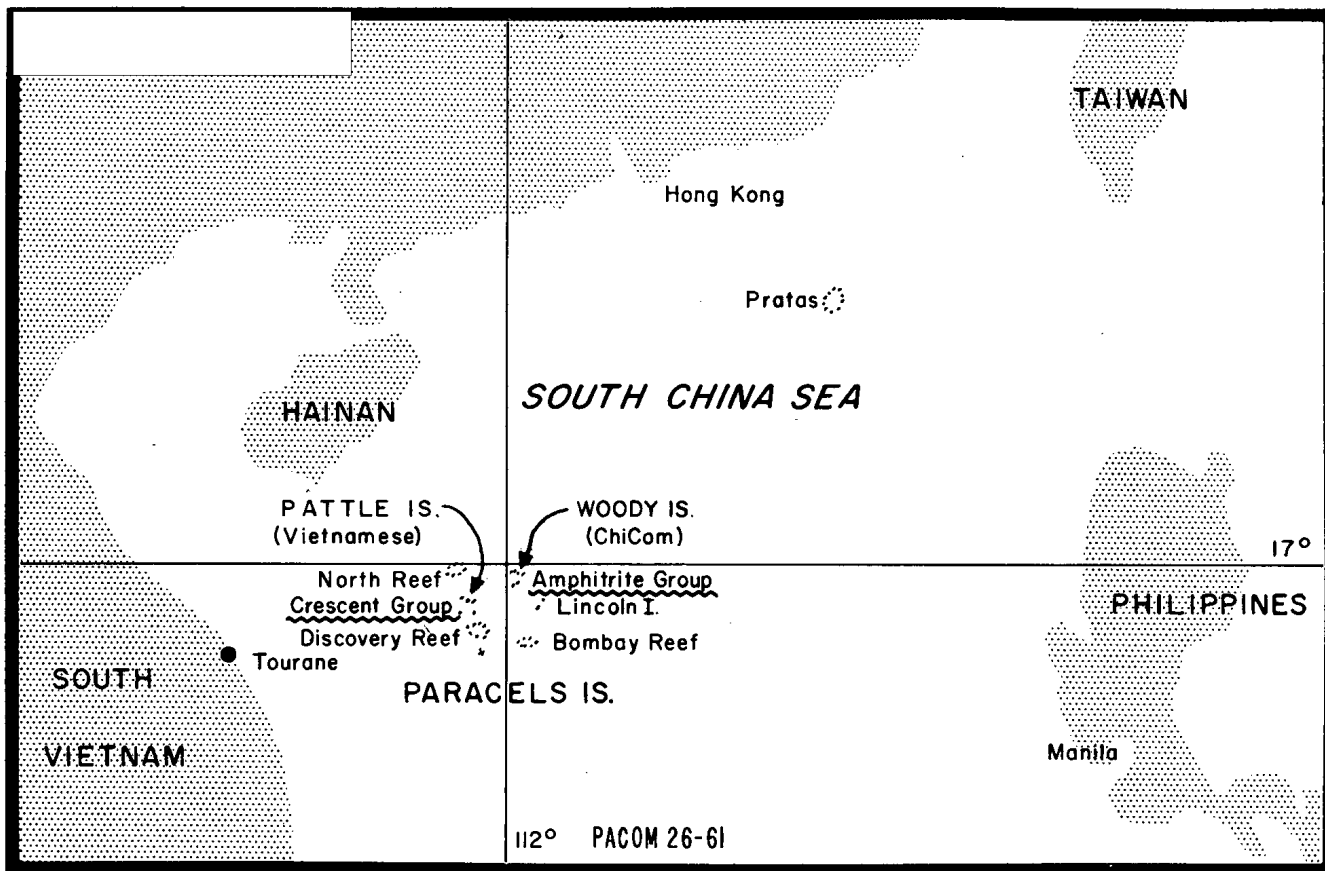 TAIWAN
Hong Kong
Pratas
SOUTH CHINA SEA
HAINAN
PATTLE IS.
(Vietnamese)
WOODY IS.
(ChiCom)
17°
North Reef
Amphitrite Group
Crescent Group
Lincoln I.
PHILIPPINES
Discovery Reef
Bombay Reef
Tourane
SOUTH
VIETNAM
PARACELS IS.
Manila
112°
PACOM 26-61